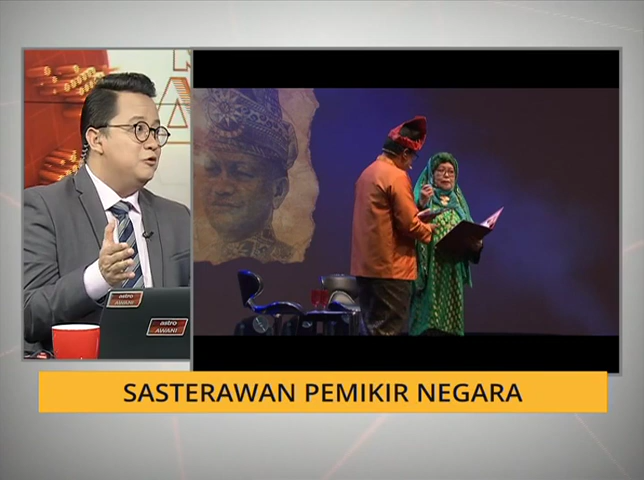 astro
AWANI
astro
AWANI
SASTERAWAN PEMIKIR NEGARA